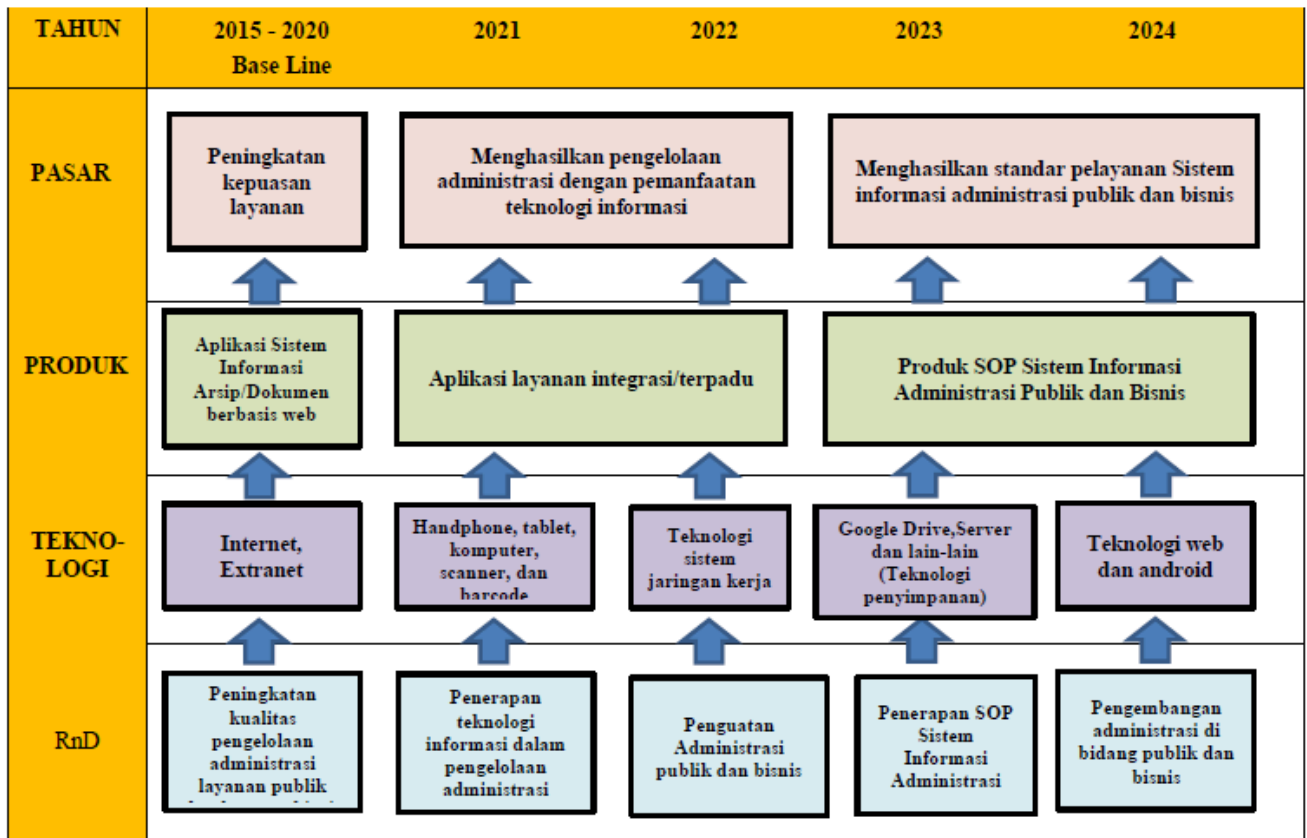 TAHUN
2015 - 2020
Base Line
2021
2022
2023
2024
PASAR
Peningkatan
kepuasan
layanan
Menghasilkan pengelolaan
administrasi dengan pemanfaatan
teknologi informasi
Menghasilkan standar pelayanan Sistem
informasi administrasi publik dan bisnis
PRODUK
Aplikasi Sistem
Informasi
Arsip/Dokumen
berbasis web
Aplikasi layanan integrasi/terpadu
Produk SOP Sistem Informasi
Administrasi Publik dan Bisnis
TEKNO-
LOGI
Internet,
Extranet
Handphone, tablet,
komputer,
scanner, dan
barcode
Teknologi
sistem
jaringan kerja
Google Drive,Server
dan lain-lain
(Teknologi
penyimpanan)
Teknologi web
dan android
RnD
Peningkatan
kualitas
pengelolaan
administrasi
layanan publik
Penerapan
teknologi
informasi dalam
pengelolaan
administrasi
Penguatan
Administrasi
publik dan bisnis
Penerapan SOP
Sistem
Informasi
Administrasi
Pengembangan
administrasi di
bidang publik dan
bisnis